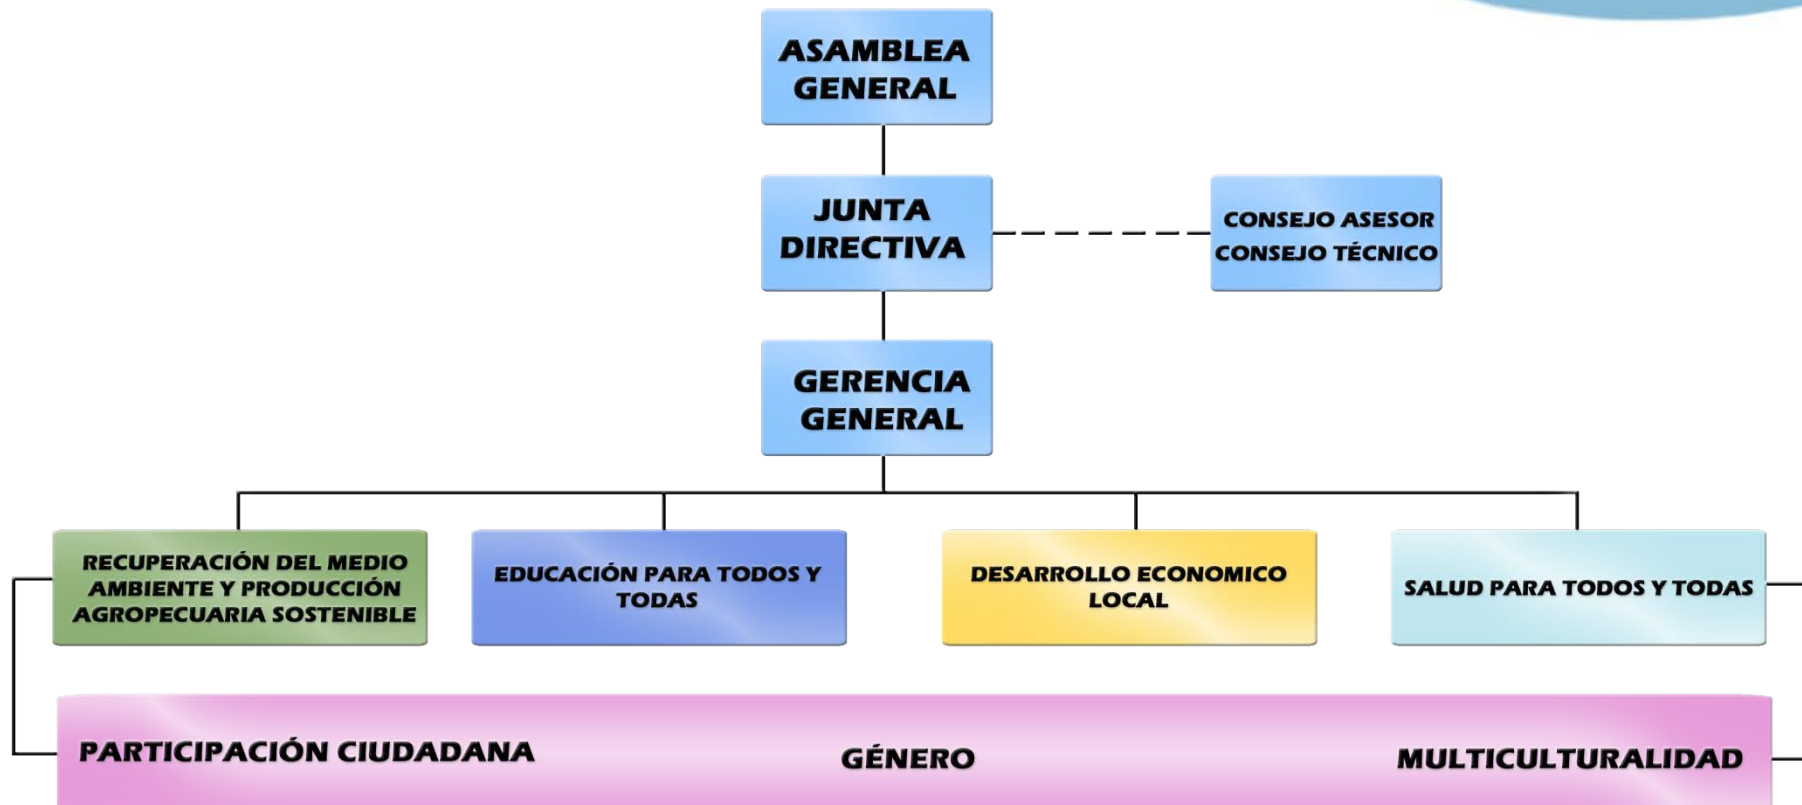 ASAMBLEA
GENERAL
JUNTA
DIRECTIVA
CONSEJO ASESOR
CONSEJO TÉCNICO
GERENCIA
GENERAL
RECUPERACIÓN DEL MEDIO
AMBIENTE Y PRODUCCIÓN
AGROPECUARIA SOSTENIBLE
EDUCACIÓN PARA TODOS Y
TODAS
DESARROLLO ECONOMICO
LOCAL
SALUD PARA TODOS Y TODAS
PARTICIPACIÓN CIUDADANA
GÉNERO
MULTICULTURALIDAD